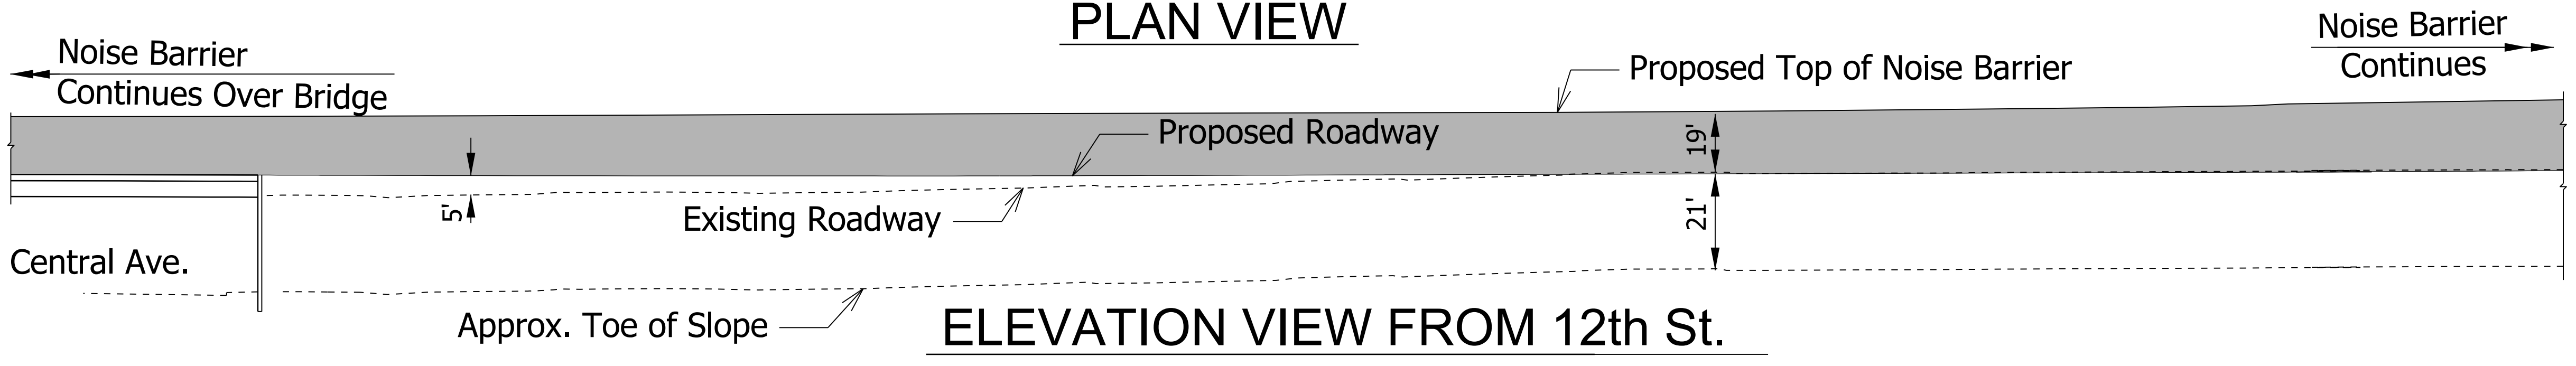 PLAN VIEW
Noise Barrier
Continues Over Bridge
Noise Barrier
Continues
Proposed Top of Noise Barrier
Proposed Roadway
19'
5'
Existing Roadway
21'
Central Ave.
Approx. Toe of Slope
ELEVATION VIEW FROM 12th St.